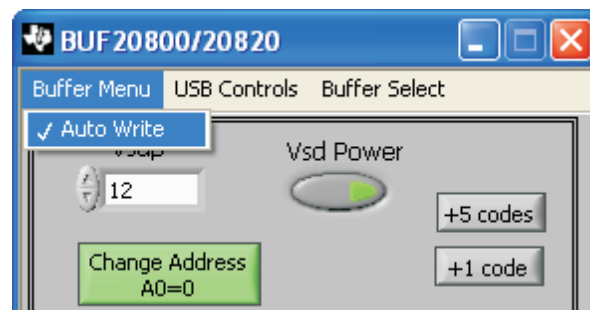 BUF20800/20820
Buffer Menu USB Controls Buffer Select
Auto Write
Vsd Power
12
+5 codes
Change Address
A0=0
+1 code